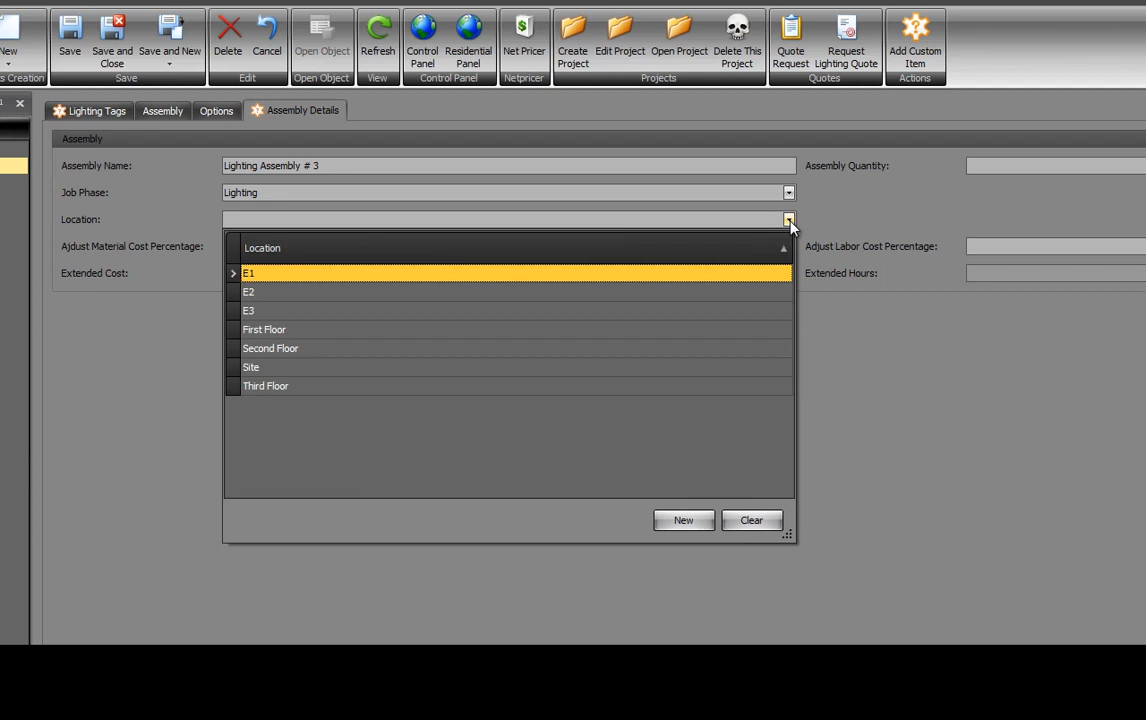 New Save Save and Close Save and New Delete Cancel Open Object Refresh Control Panel Residential Panel Net Pricer Create Project Edit Project Open Project Delete This Project Quote Request Request Lighting Quote Add Custom Item
s Creation Save Edit Open Object View Control Panel Netpricer Projects Quotes Actions
1
Lighting Tags Assembly Options Assembly Details
Assembly
Assembly Name: Lighting Assembly # 3 Assembly Quantity:
Job Phase: Lighting
Location:
Ajdust Material Cost Percentage: Adjust Labor Cost Percentage:
Extended Cost: Extended Hours:
Location
E1
E2
E3
First Floor
Second Floor
Site
Third Floor
New Clear